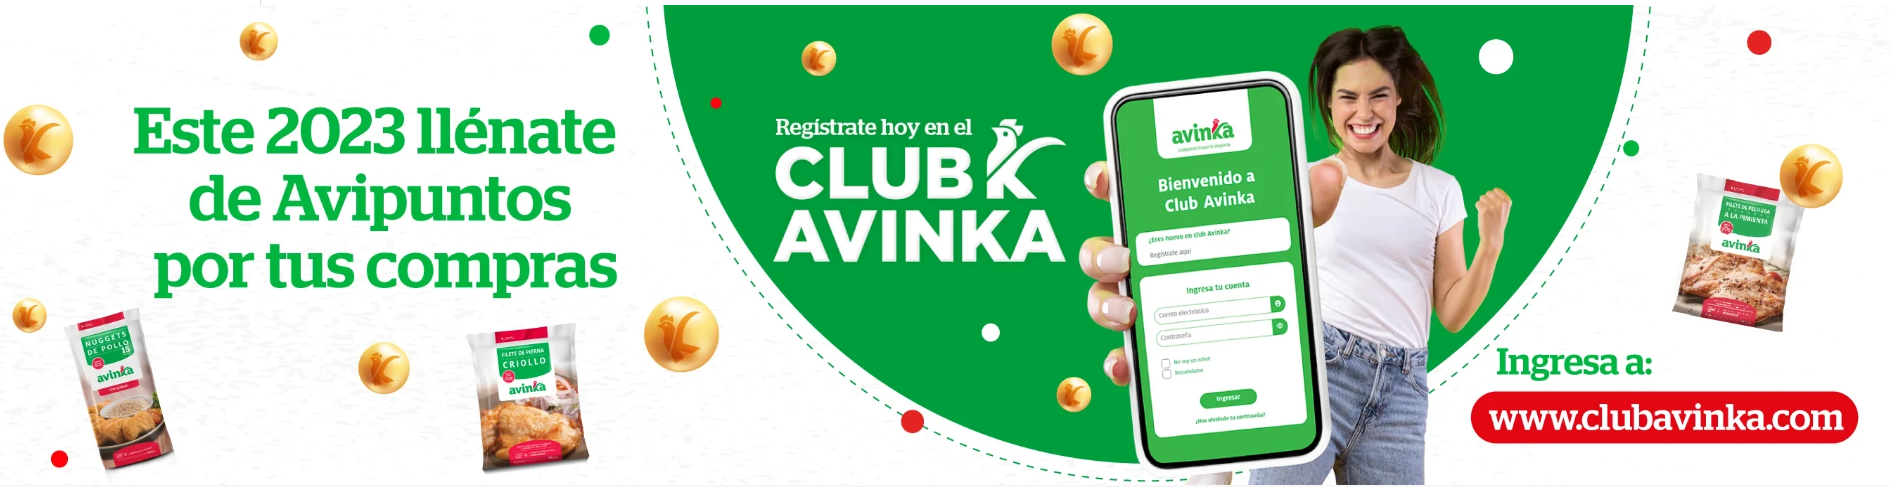 Este 2023 llénate
de Avipuntos
por tus compras
Regístrate hoy en el
CLUB
AVINKA
avinka
Bienvenido a
Club Avinka
¿Eres nuevo en Club Avinka?
Regístrate aquí
Ingresa tu cuenta
Correo electrónico
Contraseña
No soy un robot
Recuérdame
Ingresar
¿Has olvidado tu contraseña?
Ingresa a:
www.clubavinka.com
NUGGETS
DE POLLO
15
avinka
FILETE DE PIERNA
CRIOLLO
avinka
FILETE DE PECHUGA
A LA PIMIENTA
avinka